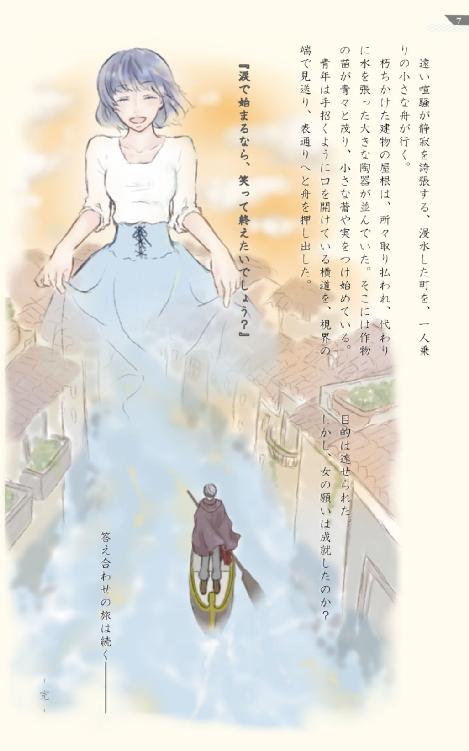 7
遠い喧騒が静寂を誇張する、浸水した町を、一人乗
りの小さな舟が行く。
朽ちかけた建物の屋根は、所々取り払われ、代わり
に水を張った大きな陶器が並んでいた。そこには作物
の苗が青々と茂り、小さな蕾や実をつけ始めている。
青年は手招くように口を開けている横道を、視界の
端で見送り、表通りへと舟を押し出した。
『涙で始まるなら、笑って終えたいでしょう？』
目的は遂せられた。
しかし、女の願いは成就したのか？
答え合わせの旅は続く――
- 完 -